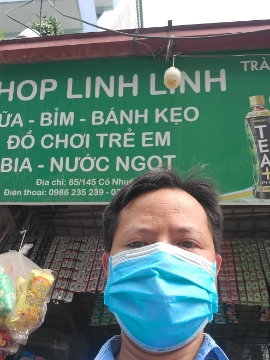 HOP LINH LINH
TRÀ
ỮA - BỈM - BÁNH KẸO
ĐỒ CHƠI TRẺ EM
BIA - NƯỚC NGỌT
Địa chỉ: 85/145 Cổ Nhuế
Điện thoại: 0986 235 239 - 0
TEA+